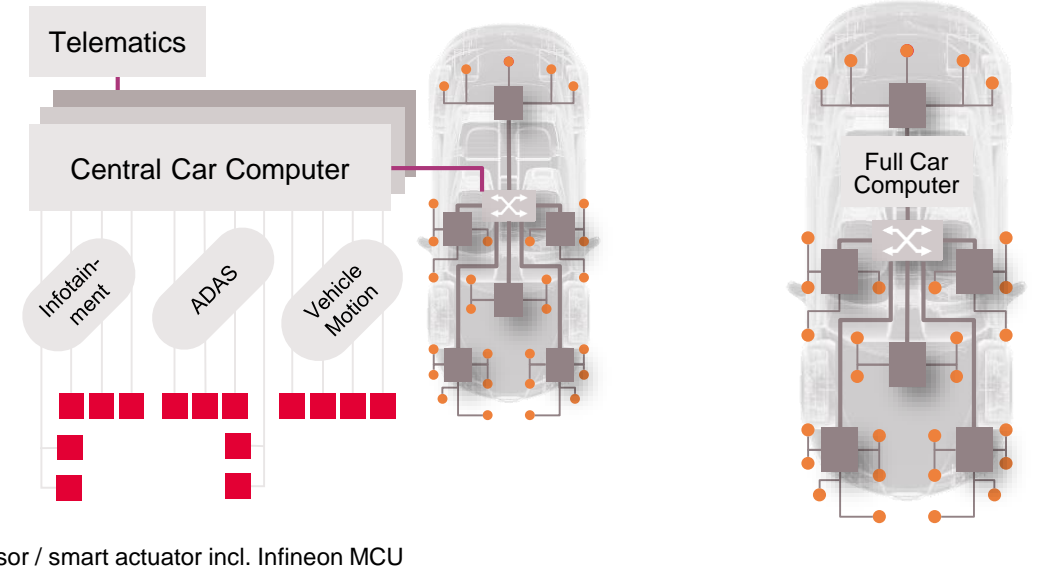 Telematics
Central Car Computer
Infotain-
ment
ADAS
Vehicle
Motion
Full Car
Computer
sor / smart actuator incl. Infineon MCU